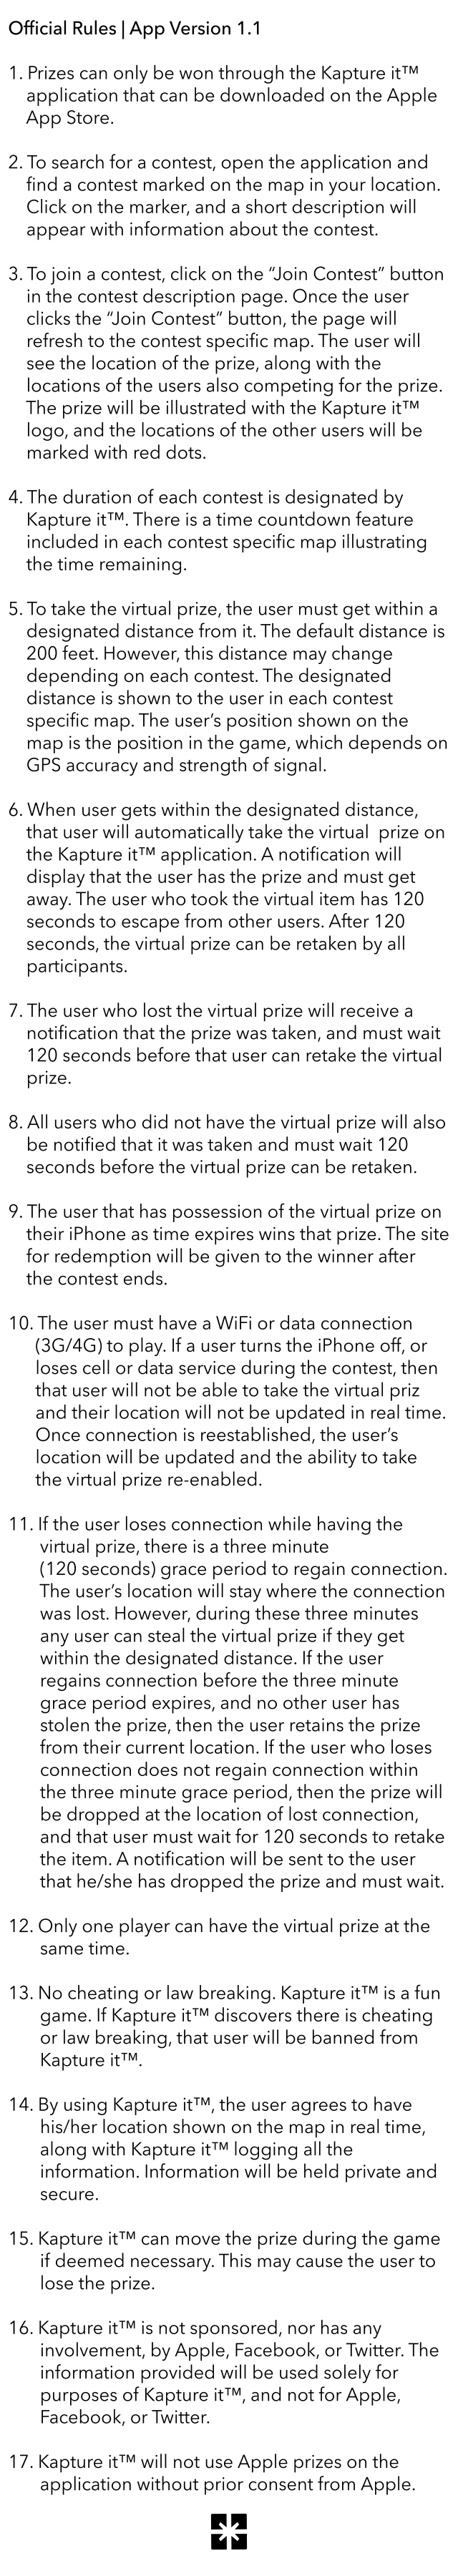 Official Rules | App Version 1.1
1. Prizes can only be won through the Kapture it™
application that can be downloaded on the Apple
App Store.
2. To search for a contest, open the application and
find a contest marked on the map in your location.
Click on the marker, and a short description will
appear with information about the contest.
3. To join a contest, click on the “Join Contest” button
in the contest description page. Once the user
clicks the “Join Contest” button, the page will
refresh to the contest specific map. The user will
see the location of the prize, along with the
locations of the users also competing for the prize.
The prize will be illustrated with the Kapture it™
logo, and the locations of the other users will be
marked with red dots.
4. The duration of each contest is designated by
Kapture it™. There is a time countdown feature
included in each contest specific map illustrating
the time remaining.
5. To take the virtual prize, the user must get within a
designated distance from it. The default distance is
200 feet. However, this distance may change
depending on each contest. The designated
distance is shown to the user in each contest
specific map. The user’s position shown on the
map is the position in the game, which depends on
GPS accuracy and strength of signal.
6. When user gets within the designated distance,
that user will automatically take the virtual  prize on
the Kapture it™ application. A notification will
display that the user has the prize and must get
away. The user who took the virtual item has 120
seconds to escape from other users. After 120
seconds, the virtual prize can be retaken by all
participants.
7. The user who lost the virtual prize will receive a
notification that the prize was taken, and must wait
120 seconds before that user can retake the virtual
prize.
8. All users who did not have the virtual prize will also
be notified that it was taken and must wait 120
seconds before the virtual prize can be retaken.
9. The user that has possession of the virtual prize on
their iPhone as time expires wins that prize. The site
for redemption will be given to the winner after
the contest ends.
10. The user must have a WiFi or data connection
(3G/4G) to play. If a user turns the iPhone off, or
loses cell or data service during the contest, then
that user will not be able to take the virtual priz
and their location will not be updated in real time.
Once connection is reestablished, the user’s
location will be updated and the ability to take
the virtual prize re-enabled.
11. If the user loses connection while having the
virtual prize, there is a three minute
(120 seconds) grace period to regain connection.
The user’s location will stay where the connection
was lost. However, during these three minutes
any user can steal the virtual prize if they get
within the designated distance. If the user
regains connection before the three minute
grace period expires, and no other user has
stolen the prize, then the user retains the prize
from their current location. If the user who loses
connection does not regain connection within
the three minute grace period, then the prize will
be dropped at the location of lost connection,
and that user must wait for 120 seconds to retake
the item. A notification will be sent to the user
that he/she has dropped the prize and must wait.
12. Only one player can have the virtual prize at the
same time.
13. No cheating or law breaking. Kapture it™ is a fun
game. If Kapture it™ discovers there is cheating
or law breaking, that user will be banned from
Kapture it™.
14. By using Kapture it™, the user agrees to have
his/her location shown on the map in real time,
along with Kapture it™ logging all the
information. Information will be held private and
secure.
15. Kapture it™ can move the prize during the game
if deemed necessary. This may cause the user to
lose the prize.
16. Kapture it™ is not sponsored, nor has any
involvement, by Apple, Facebook, or Twitter. The
information provided will be used solely for
purposes of Kapture it™, and not for Apple,
Facebook, or Twitter.
17. Kapture it™ will not use Apple prizes on the
application without prior consent from Apple.